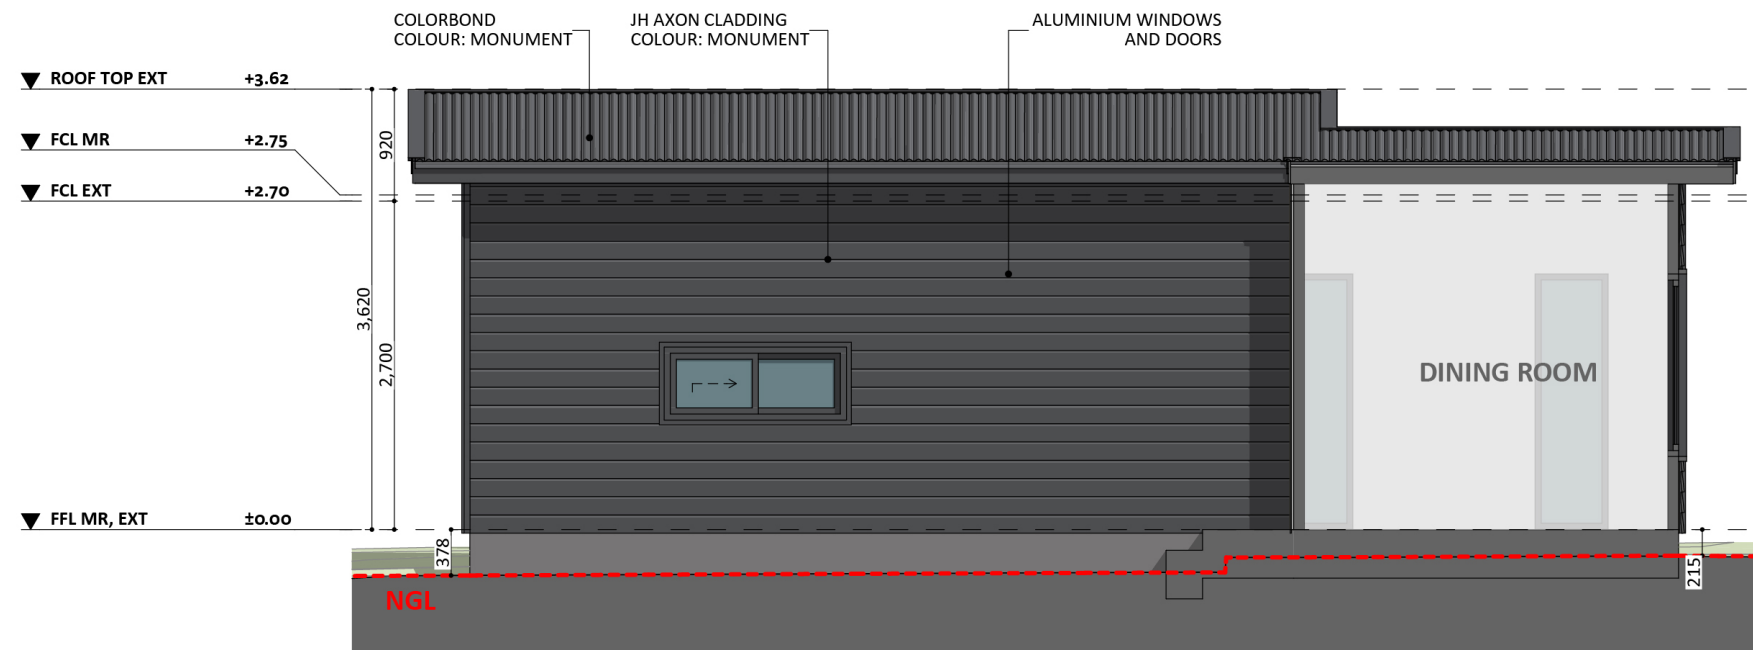 COLORBOND
COLOUR: MONUMENT
JH AXON CLADDING
COLOUR: MONUMENT
ALUMINIUM WINDOWS
AND DOORS
ROOF TOP EXT +3.62
FCL MR +2.75
FCL EXT +2.70
920
3,620
2,700
DINING ROOM
FFL MR, EXT ±0.00
378
215
NGL